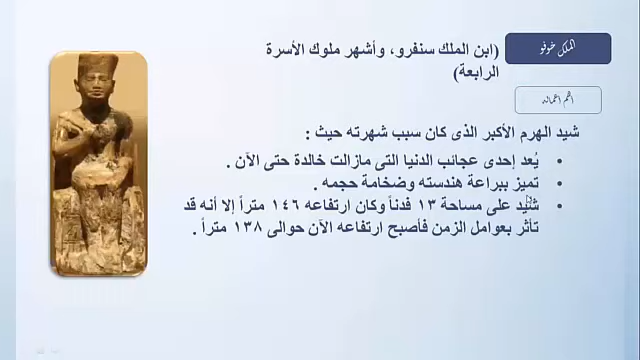 الملك خوفو
(ابن الملك سنفرو، وأشهر ملوك الأسرة
الرابعة)
أهم أعماله
شيد الهرم الأكبر الذى كان سبب شهرته حيث :
• يُعد إحدى عجائب الدنيا التى مازالت خالدة حتى الآن .
• تميز ببراعة هندسته وضخامة حجمه .
• شُيد على مساحة ١٣ فدناً وكان ارتفاعه ١٤٦ متراً إلا أنه قد
تأثر بعوامل الزمن فأصبح ارتفاعه الآن حوالى ١٣٨ متراً .